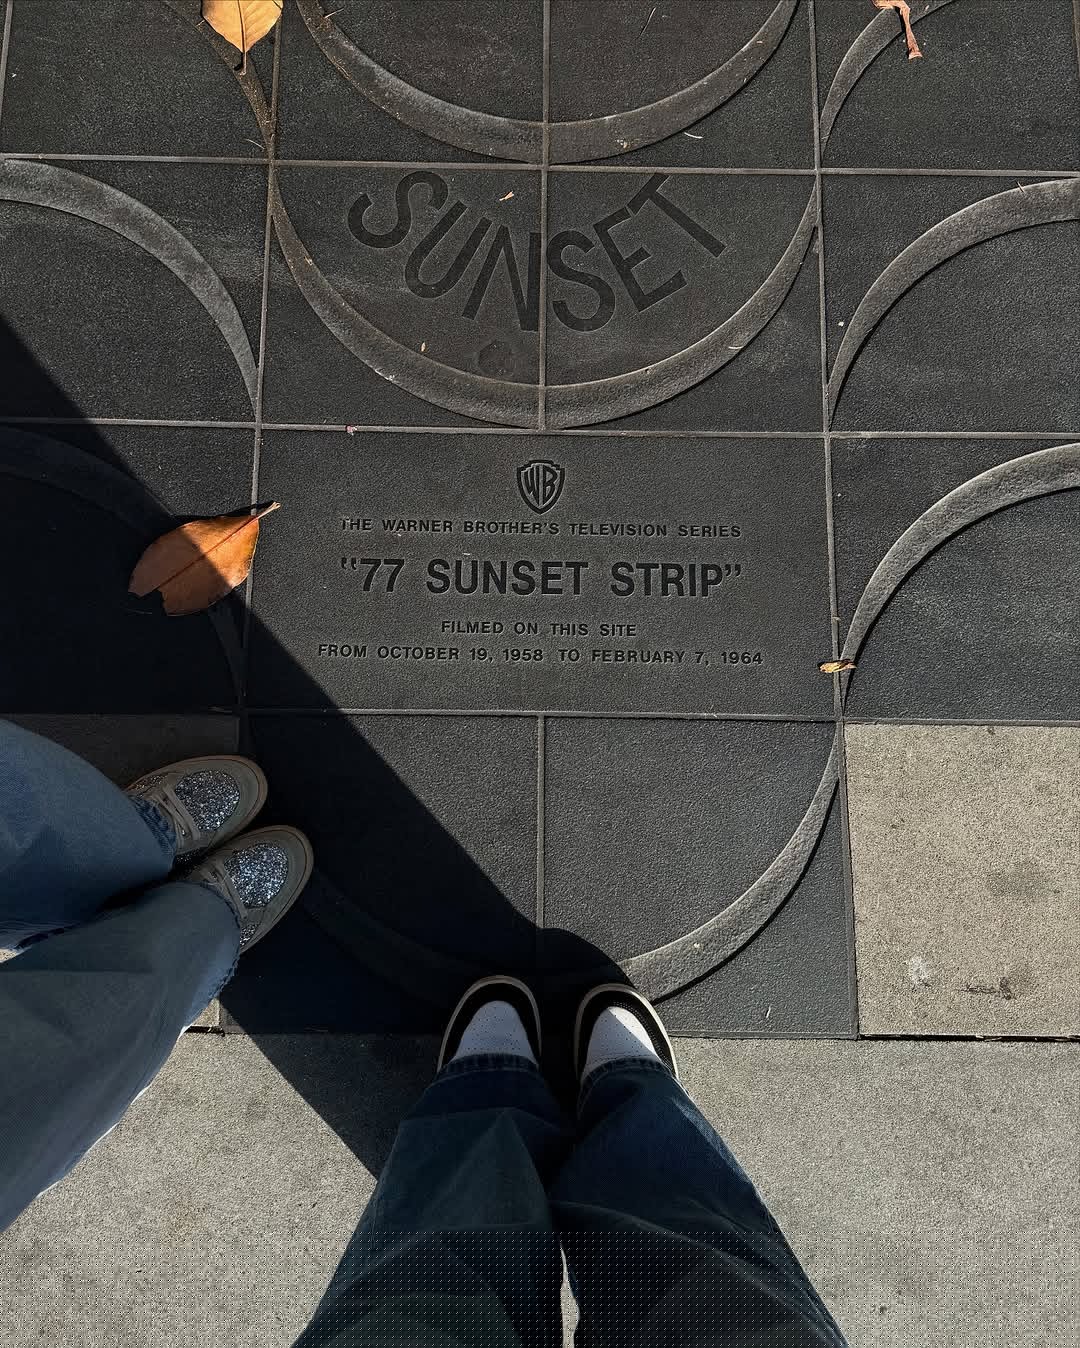 SUNSET
WB
THE WARNER BROTHER'S TELEVISION SERIES
"77 SUNSET STRIP"
FILMED ON THIS SITE
FROM OCTOBER 19, 1958 TO FEBRUARY 7, 1964